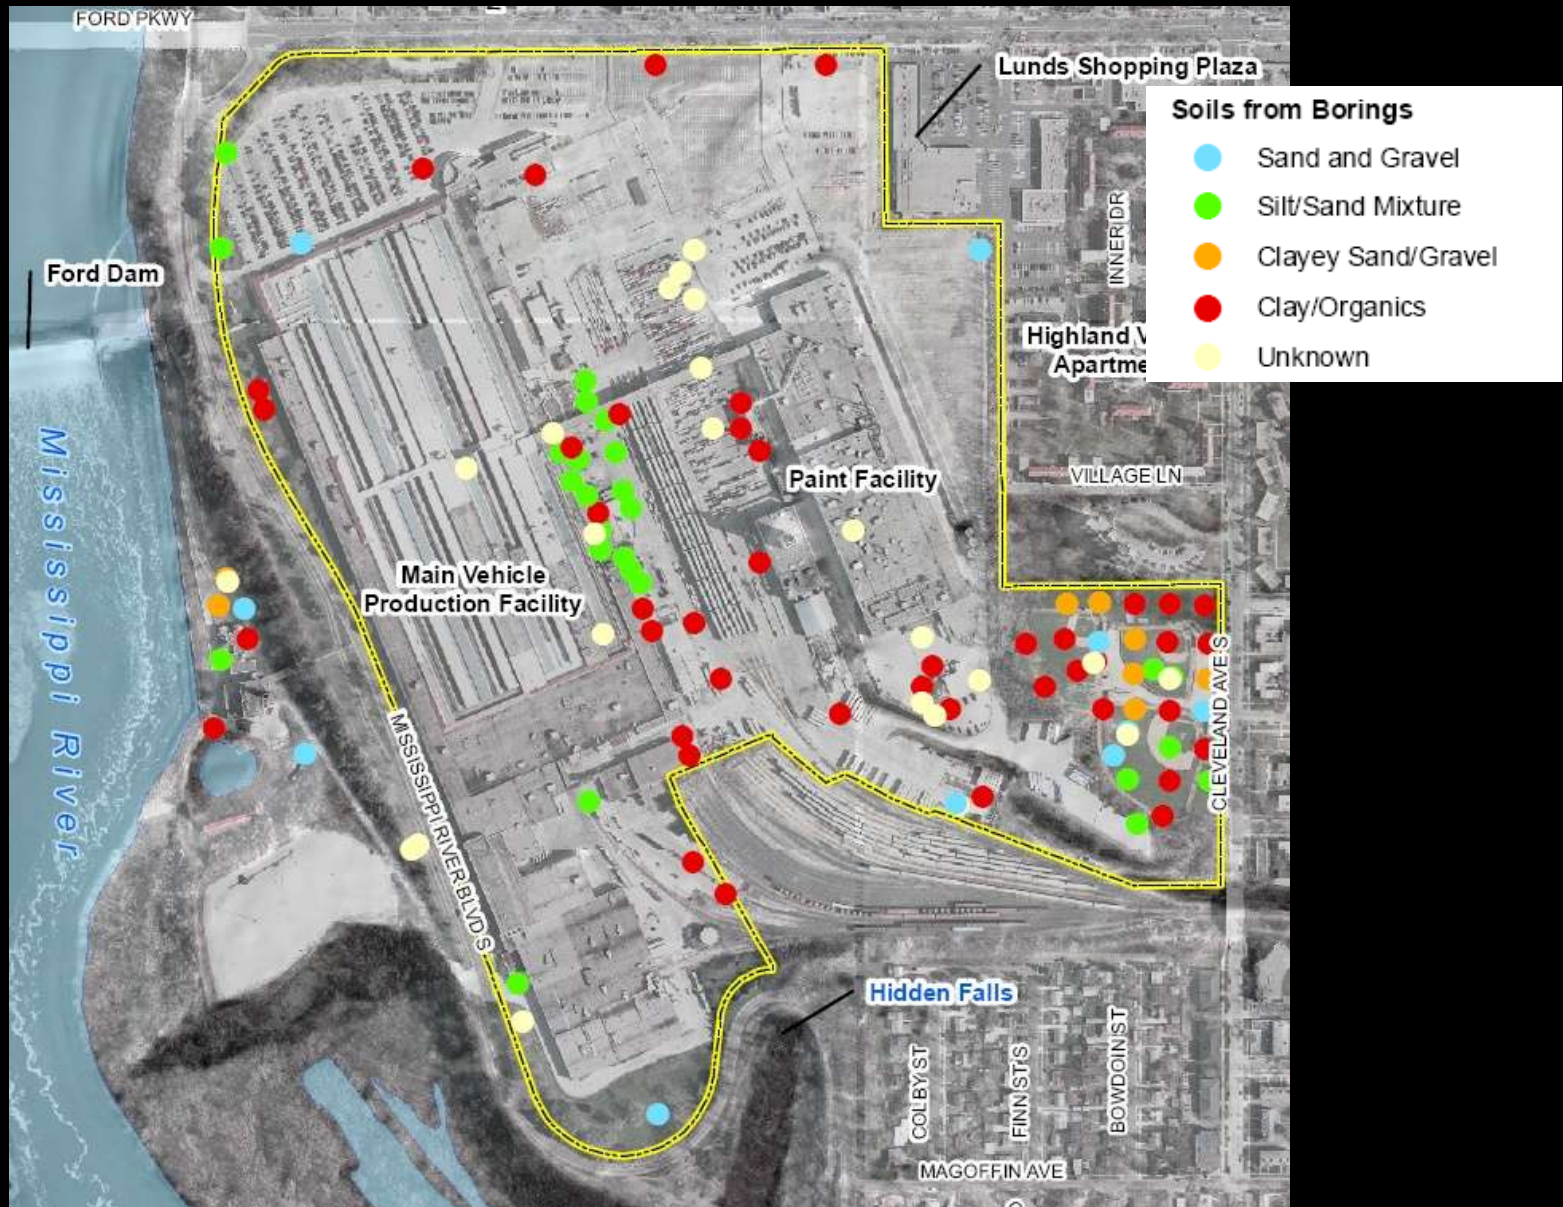 FORD PKWY
Lunds Shopping Plaza
Soils from Borings
Sand and Gravel
Silt/Sand Mixture
Clayey Sand/Gravel
Clay/Organics
Unknown
INNER DR
Ford Dam
Highland V
Apartme
Mississippi River
VILLAGE LN
Paint Facility
Main Vehicle
Production Facility
CLEVELAND AVE S
MISSISSIPPI RIVER BLVD S
Hidden Falls
COLBY ST
FINN ST S
BOWDOIN ST
MAGOFFIN AVE